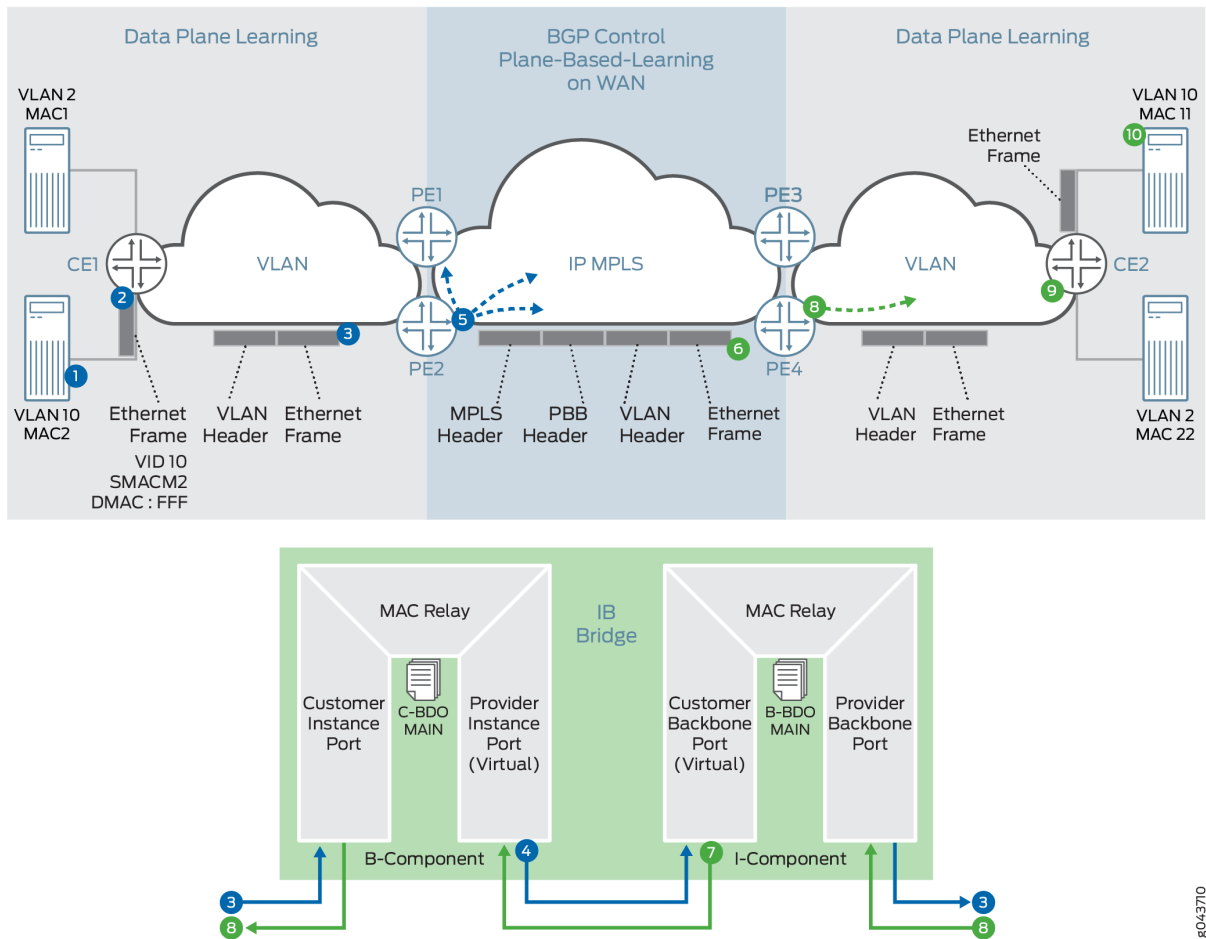 Data Plane Learning
BGP Control
Plane-Based-Learning
on WAN
Data Plane Learning
VLAN 2
MAC1
VLAN 10
MAC 11
10
Ethernet
Frame
PE1
PE3
CE1
VLAN
IP MPLS
VLAN
CE2
2
9
3
5
8
6
1
PE2
PE4
VLAN 10
MAC2
Ethernet
Frame
VID 10
SMACM2
DMAC : FFF
VLAN
Header
Ethernet
Frame
MPLS
Header
PBB
Header
VLAN
Header
Ethernet
Frame
VLAN
Header
Ethernet
Frame
VLAN 2
MAC 22
MAC Relay
IB
Bridge
MAC Relay
Customer
Instance
Port
C-BDO
MAIN
Provider
Instance
Port
(Virtual)
Customer
Backbone
Port
(Virtual)
B-BDO
MAIN
Provider
Backbone
Port
B-Component
4
7
I-Component
3
3
8
8
g043710